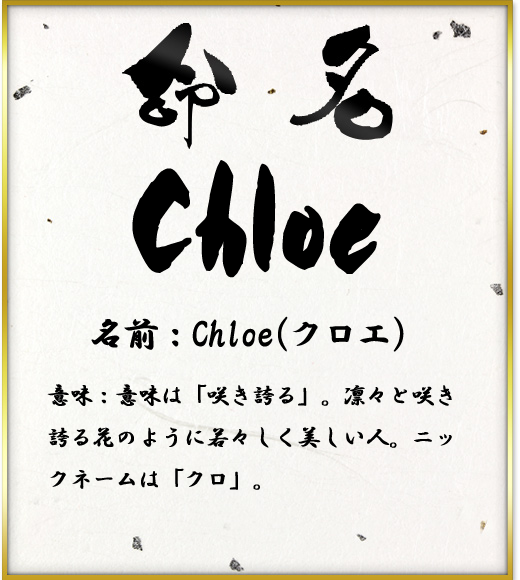 命名
Chloe
名前：Chloe(クロエ)
意味：意味は「咲き誇る」。凛々と咲き
誇る花のように若々しく美しい人。ニッ
クネームは「クロ」。